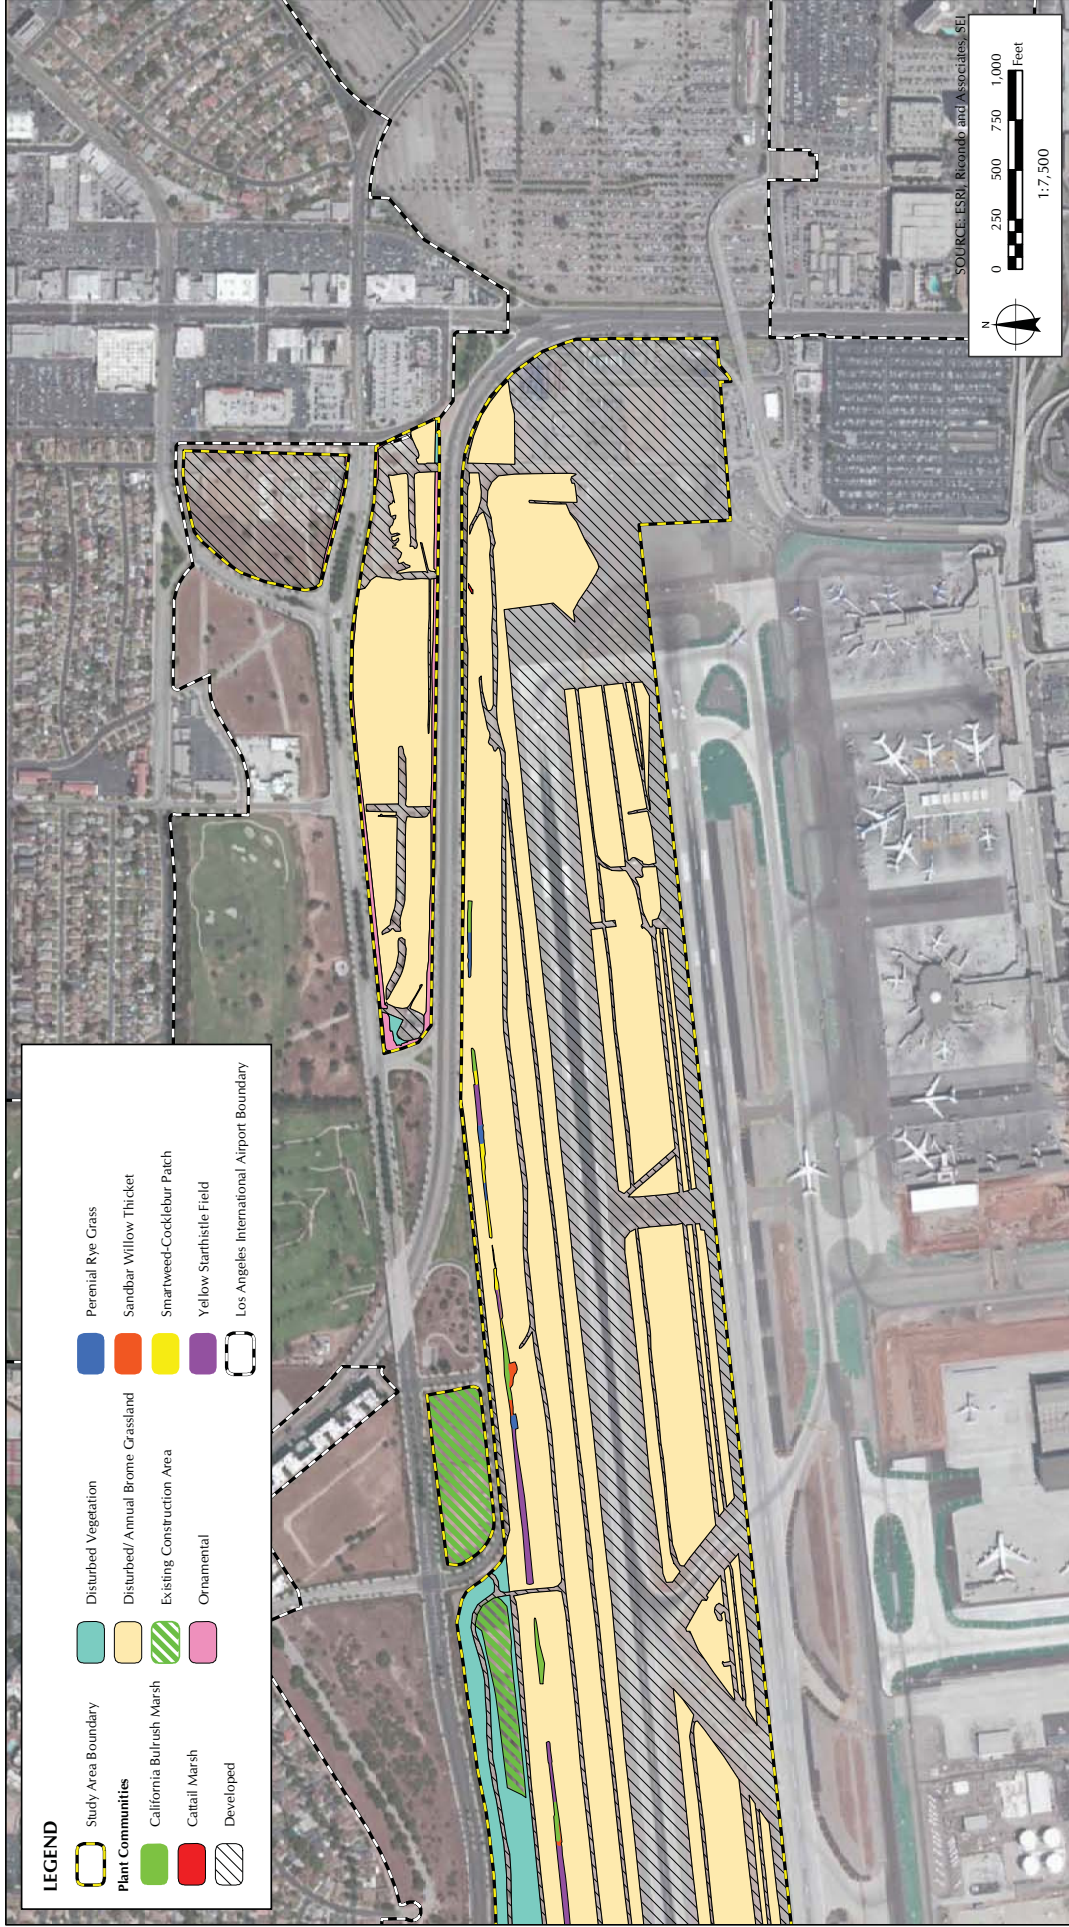 LEGEND
Study Area Boundary
Plant Communities
California Bulrush Marsh
Cattail Marsh
Developed
Disturbed Vegetation
Disturbed/ Annual Brome Grassland
Existing Construction Area
Ornamental
Perenial Rye Grass
Sandbar Willow Thicket
Smartweed-Cocklebur Patch
Yellow Starthistle Field
Los Angeles International Airport Boundary
SOURCE: ESRI, Ricondo and Associates, SEI
N
0 250 500 750 1,000
Feet
1:7,500